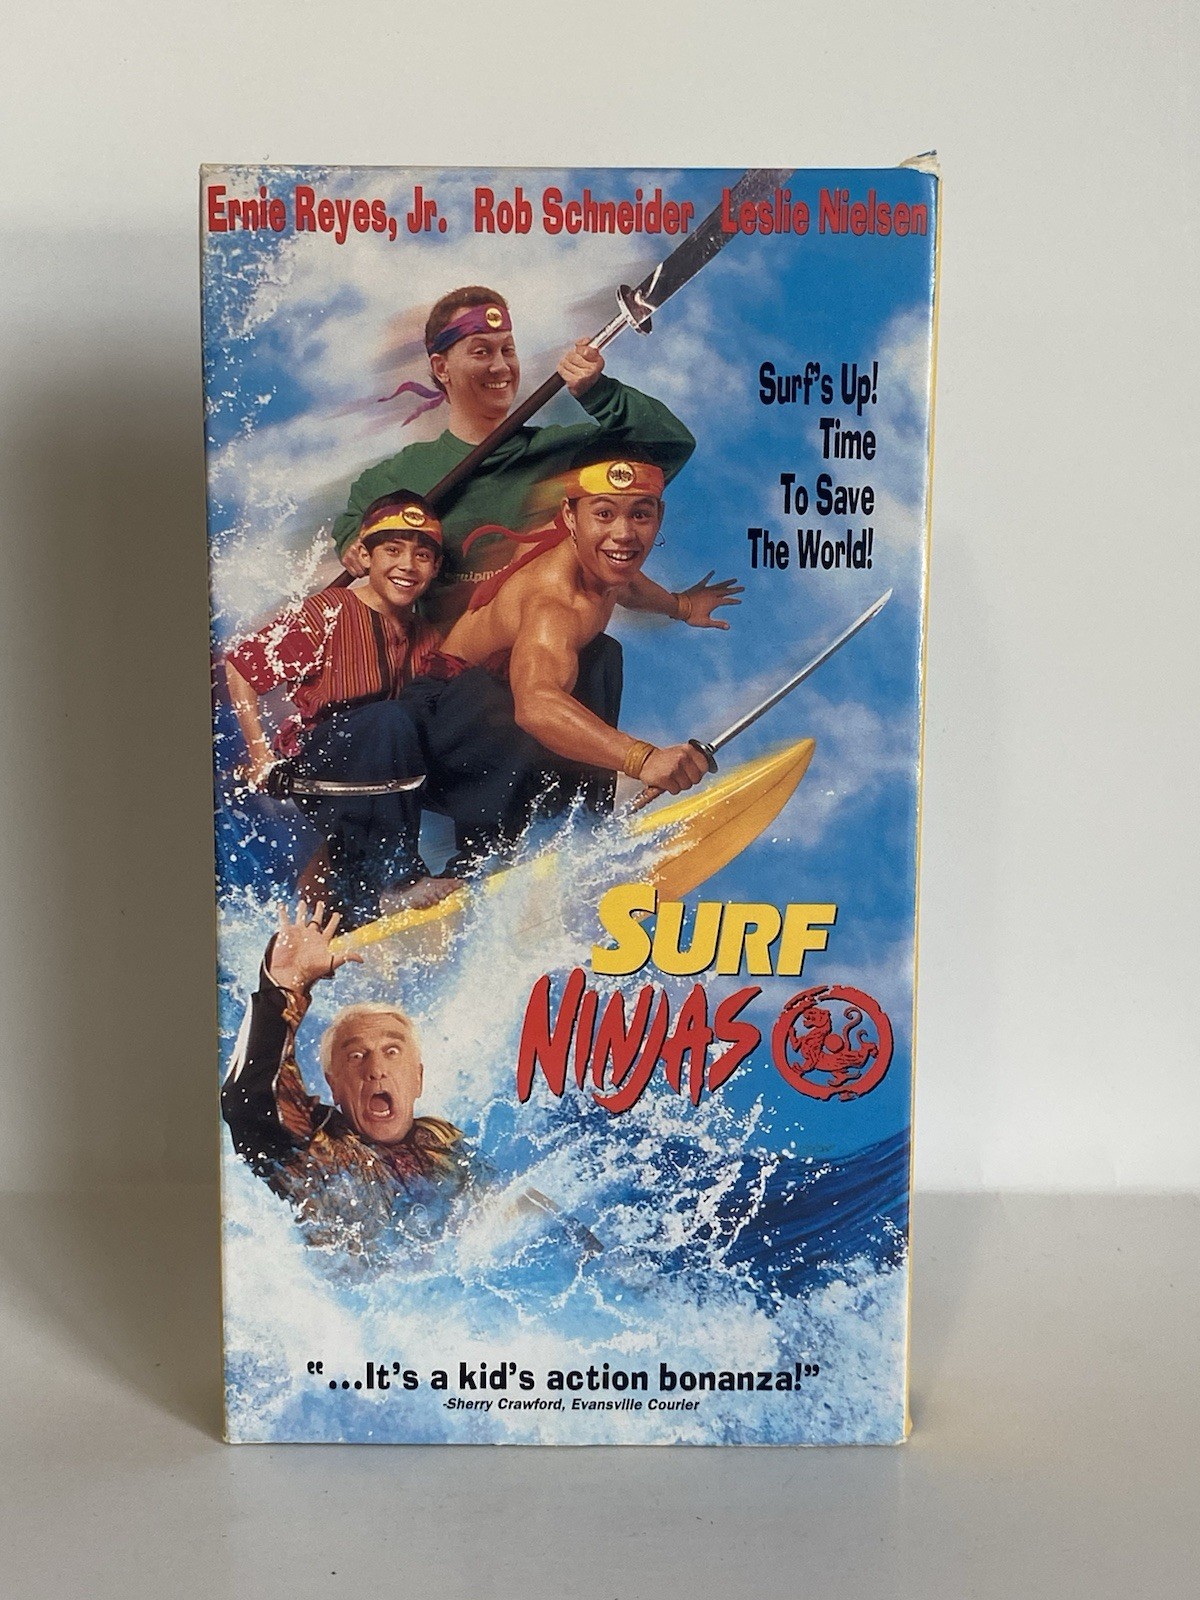 Ernie Reyes, Jr. Rob Schneider Leslie Nielsen
Surf's Up!
Time
To Save
The World!
SURF
NINJAS
"...It's a kid's action bonanza!"
-Sherry Crawford, Evansville Courier